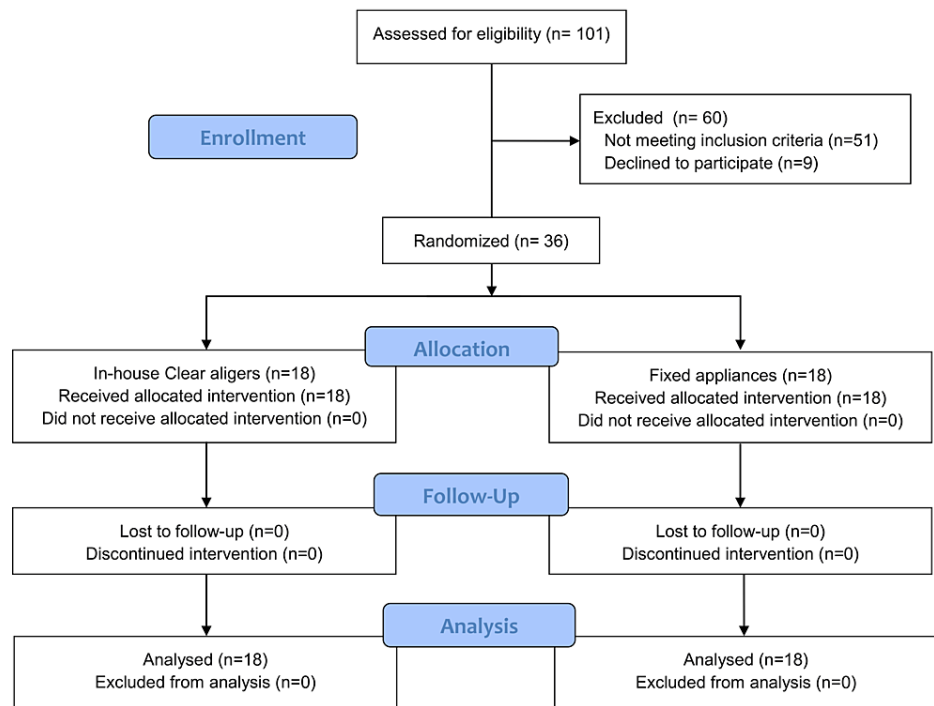 Assessed for eligibility (n= 101)
Enrollment
Excluded (n= 60)
Not meeting inclusion criteria (n=51)
Declined to participate (n=9)
Randomized (n= 36)
Allocation
In-house Clear aligers (n=18)
Received allocated intervention (n=18)
Did not receive allocated intervention (n=0)
Fixed appliances (n=18)
Received allocated intervention (n=18)
Did not receive allocated intervention (n=0)
Follow-Up
Lost to follow-up (n=0)
Discontinued intervention (n=0)
Lost to follow-up (n=0)
Discontinued intervention (n=0)
Analysis
Analysed (n=18)
Excluded from analysis (n=0)
Analysed (n=18)
Excluded from analysis (n=0)